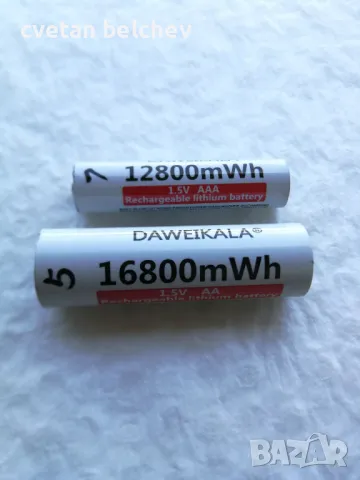 cvetan belchev
7
12800mWh
1.5V AAA
Rechargeable lithium battery
DAWEIKALA®
5
16800mWh
1.5V AA
Rechargeable lithium battery
BAZAR.bg